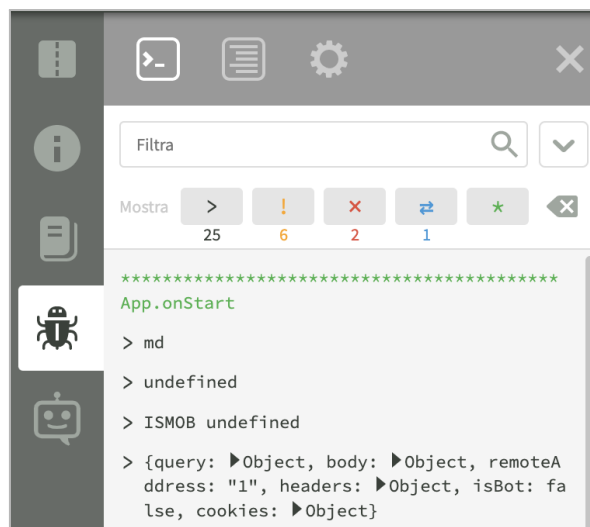 Filtra
Mostra > ! × ⇄ *
25 6 2 1
******************************************
App.onStart
> md
> undefined
> ISMOB undefined
> {query: ▶Object, body: ▶Object, remoteA
ddress: "1", headers: ▶Object, isBot: fa
lse, cookies: ▶Object}